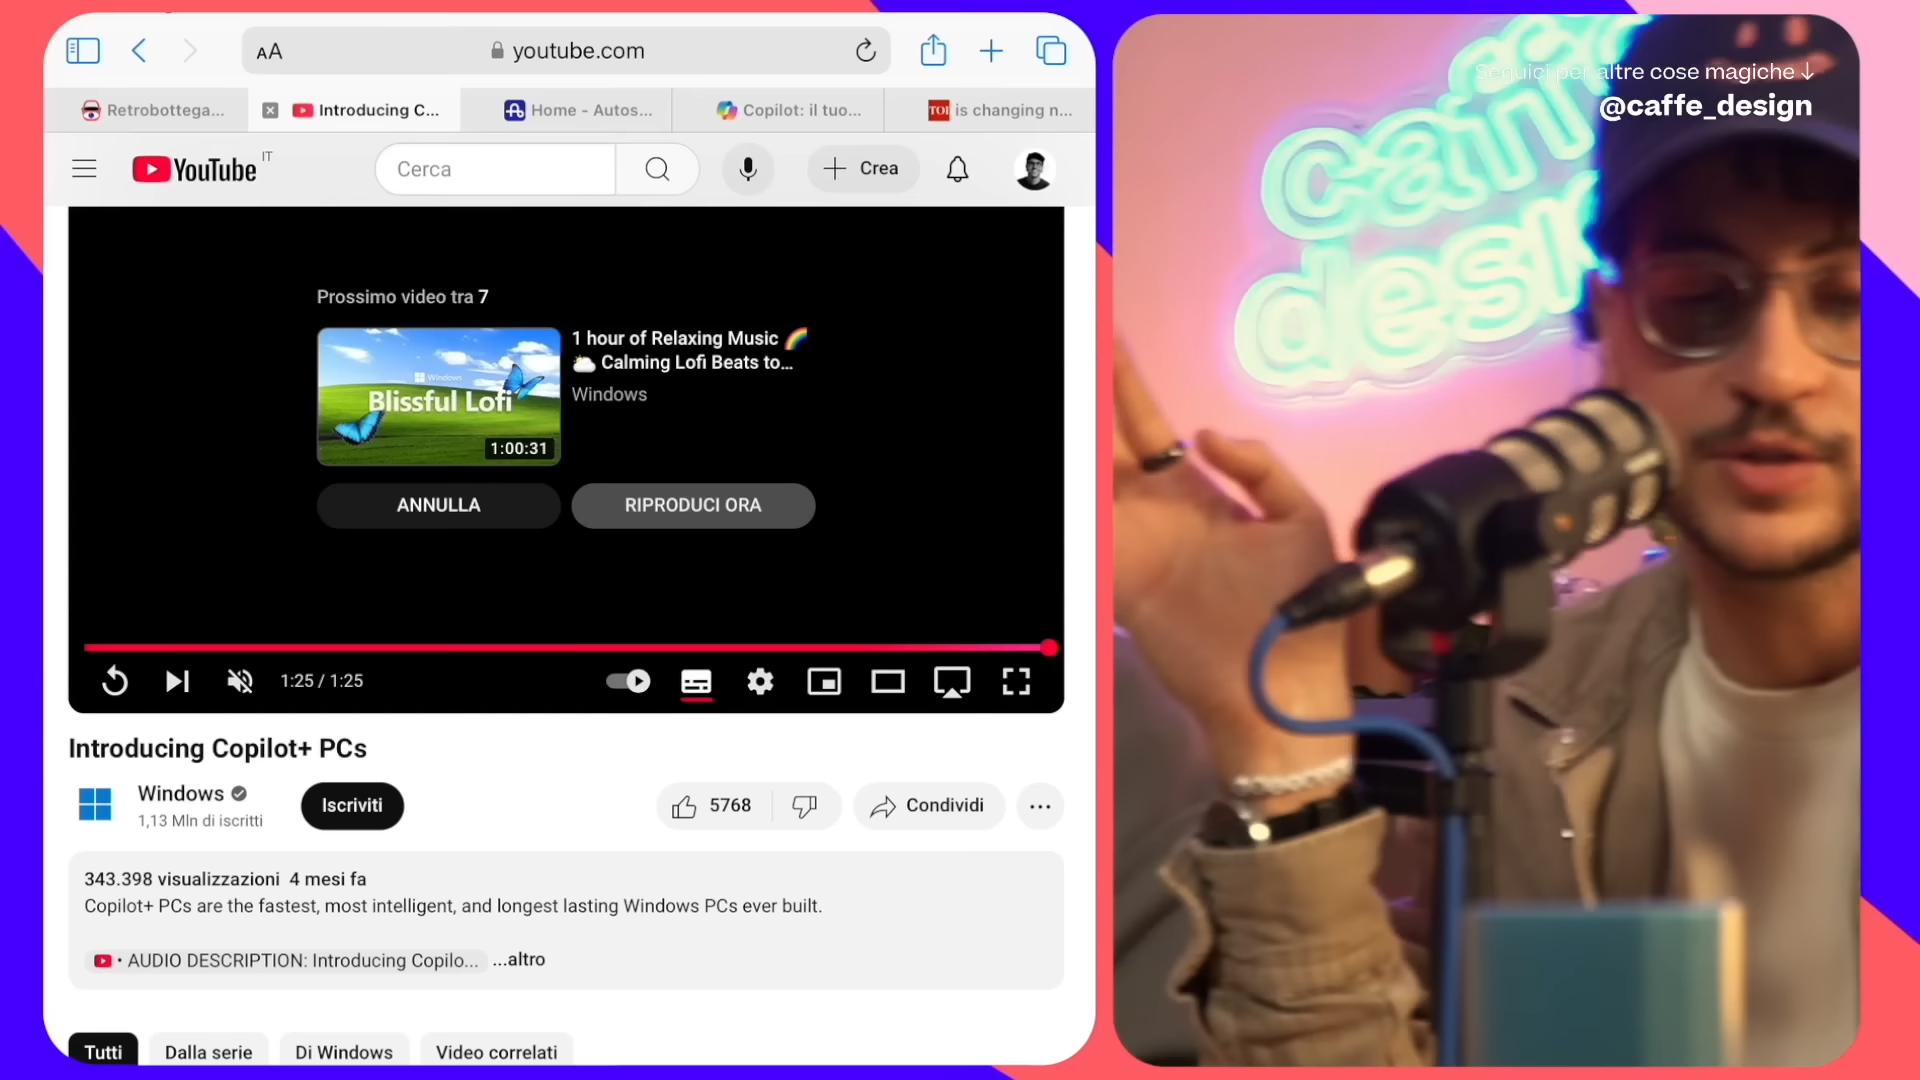 AA
youtube.com
Retrobottega...
Introducing C...
Home - Autos...
Copilot: il tuo...
TOI is changing n...
YouTube IT
Cerca
Crea
Prossimo video tra 7
Windows
Blissful Lofi
1:00:31
1 hour of Relaxing Music 🌈
🌥️ Calming Lofi Beats to...
Windows
ANNULLA
RIPRODUCI ORA
1:25 / 1:25
Introducing Copilot+ PCs
Windows
1,13 Mln di iscritti
Iscriviti
5768
Condividi
343.398 visualizzazioni 4 mesi fa
Copilot+ PCs are the fastest, most intelligent, and longest lasting Windows PCs ever built.
• AUDIO DESCRIPTION: Introducing Copilo... ...altro
Tutti
Dalla serie
Di Windows
Video correlati
Seguici per altre cose magiche ↓
@caffe_design